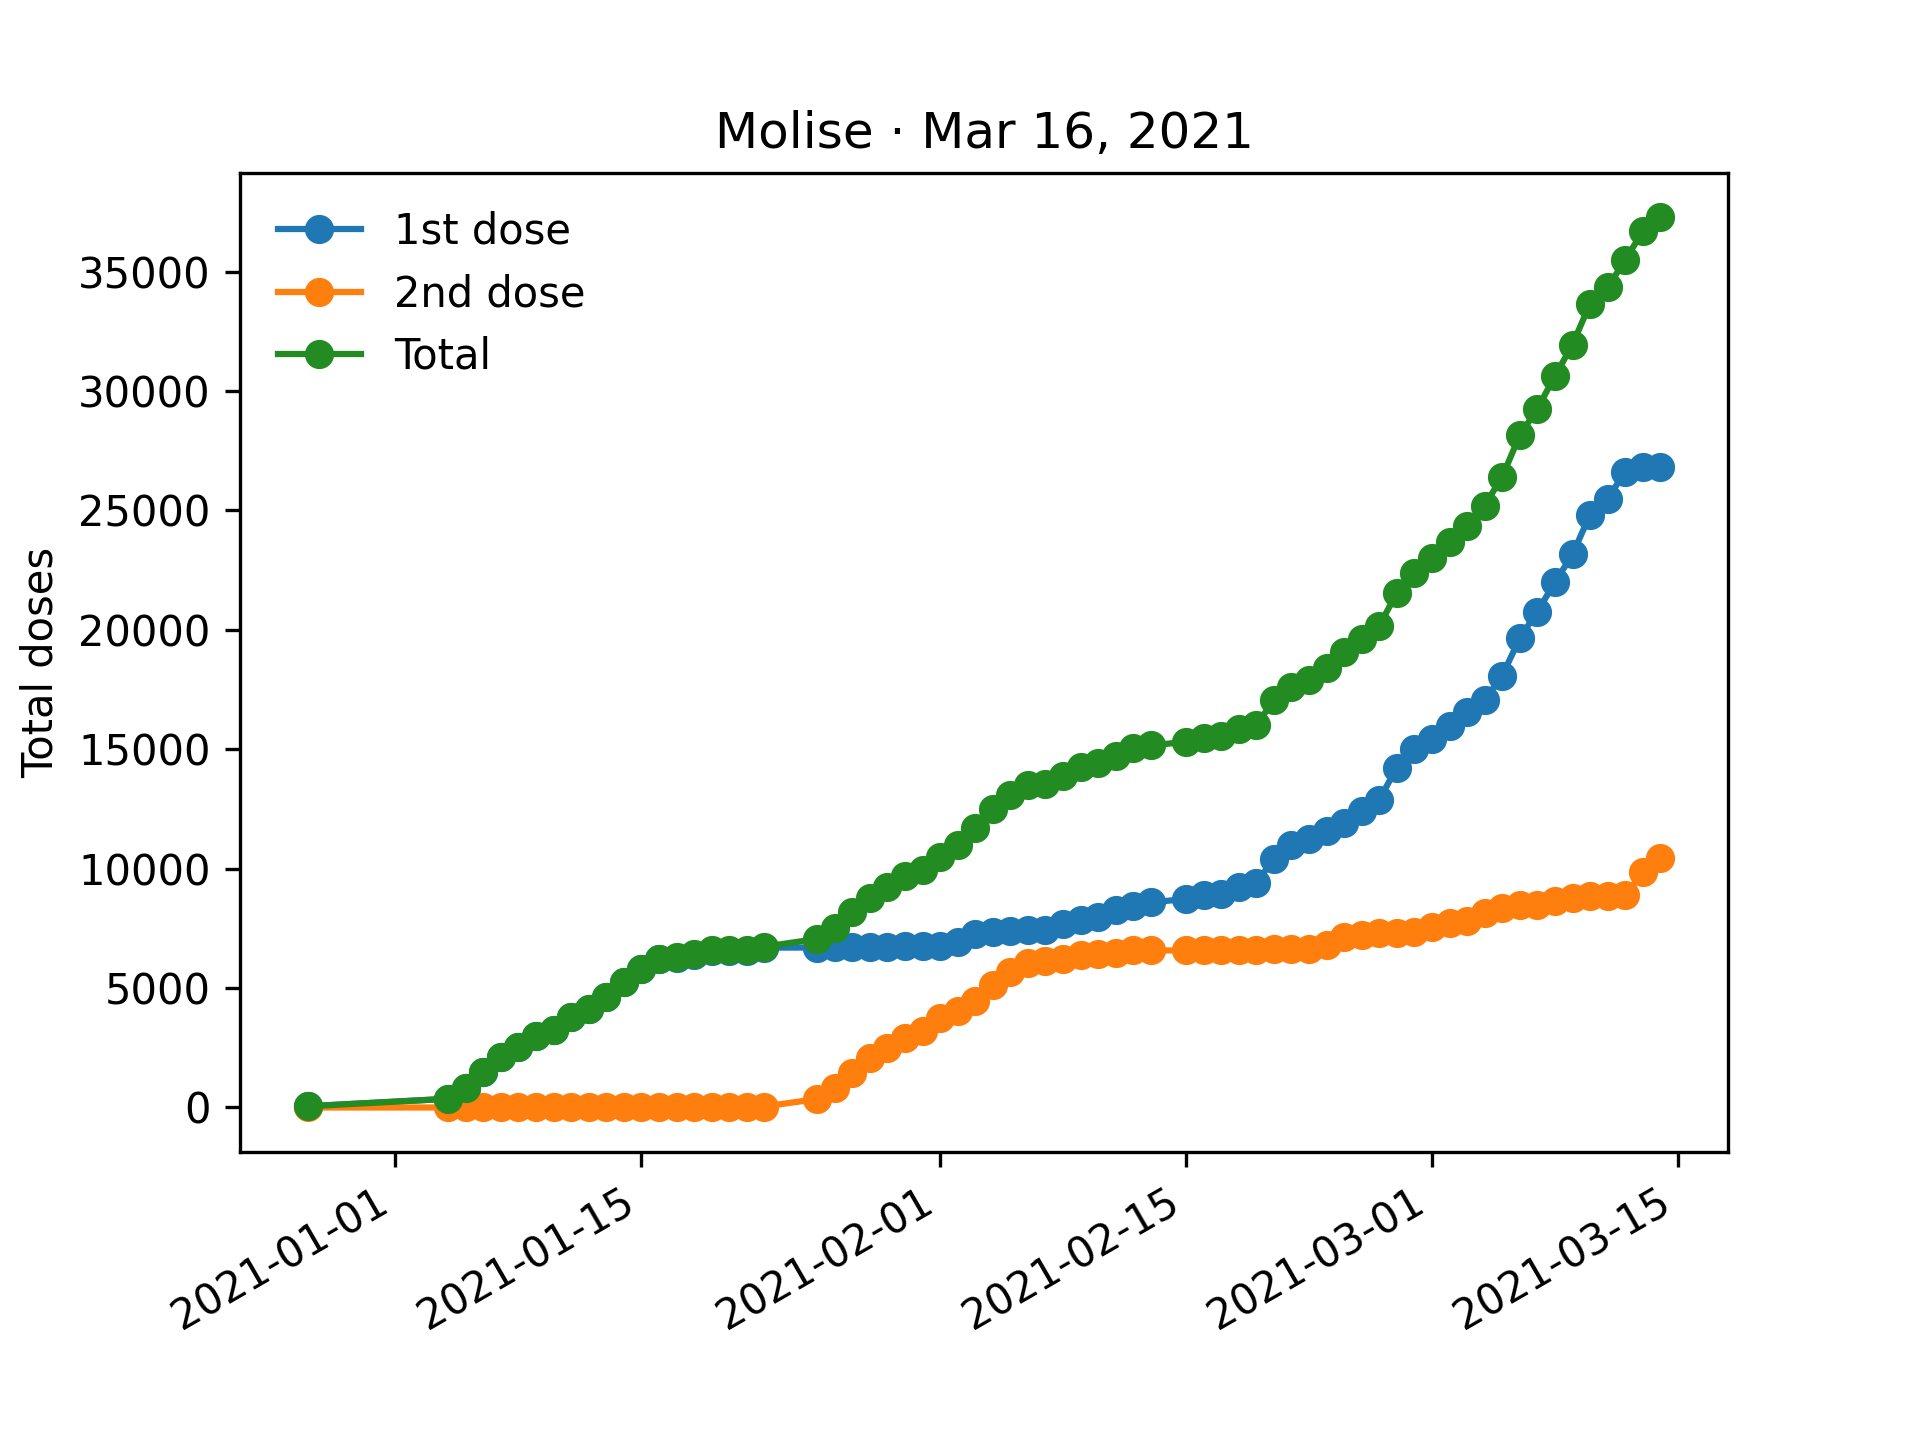 Molise · Mar 16, 2021
1st dose
2nd dose
Total
Total doses
35000
30000
25000
20000
15000
10000
5000
0
2021-01-01
2021-01-15
2021-02-01
2021-02-15
2021-03-01
2021-03-15